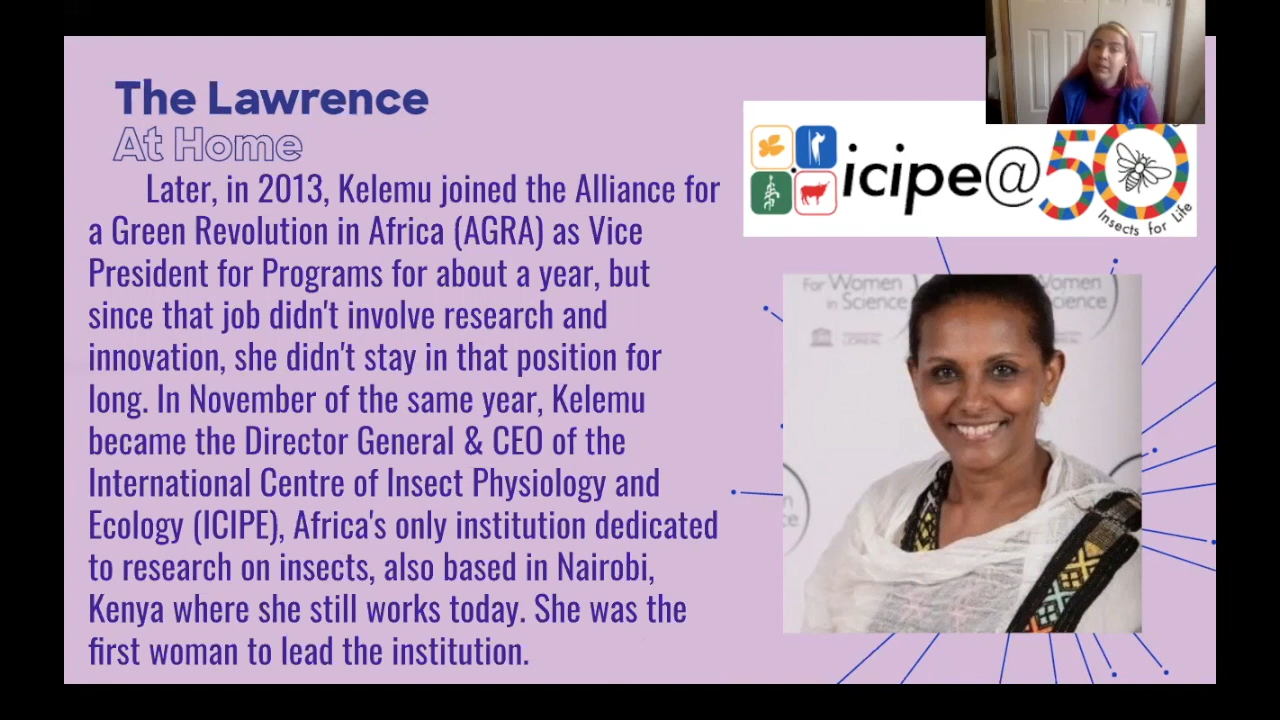 The Lawrence
At Home
Later, in 2013, Kelemu joined the Alliance for
a Green Revolution in Africa (AGRA) as Vice
President for Programs for about a year, but
since that job didn't involve research and
innovation, she didn't stay in that position for
long. In November of the same year, Kelemu
became the Director General & CEO of the
International Centre of Insect Physiology and
Ecology (ICIPE), Africa's only institution dedicated
to research on insects, also based in Nairobi,
Kenya where she still works today. She was the
first woman to lead the institution.
icipe@50
Insects for Life
For Women
in Science
Women
Science